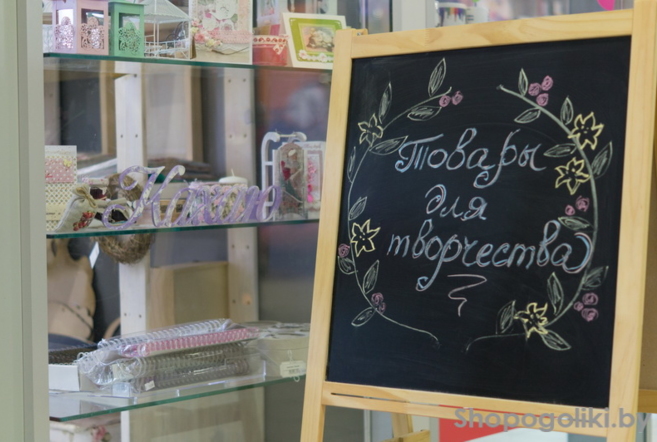 Товары
для
творчества
Shopogoliki.by